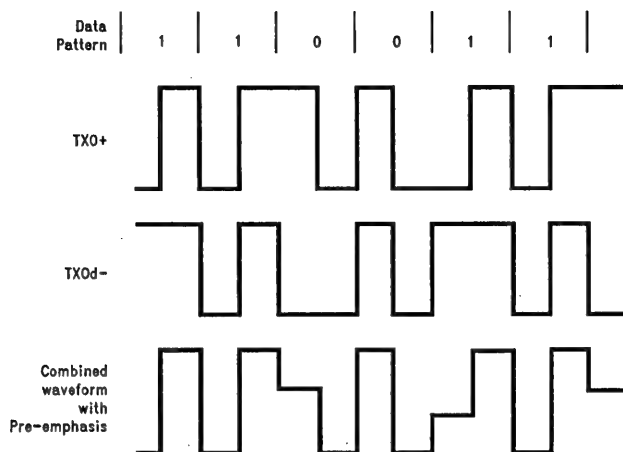 Data
Pattern
1 1 0 0 1 1
TXO+
TXOd-
Combined
waveform
with
Pre-emphasis